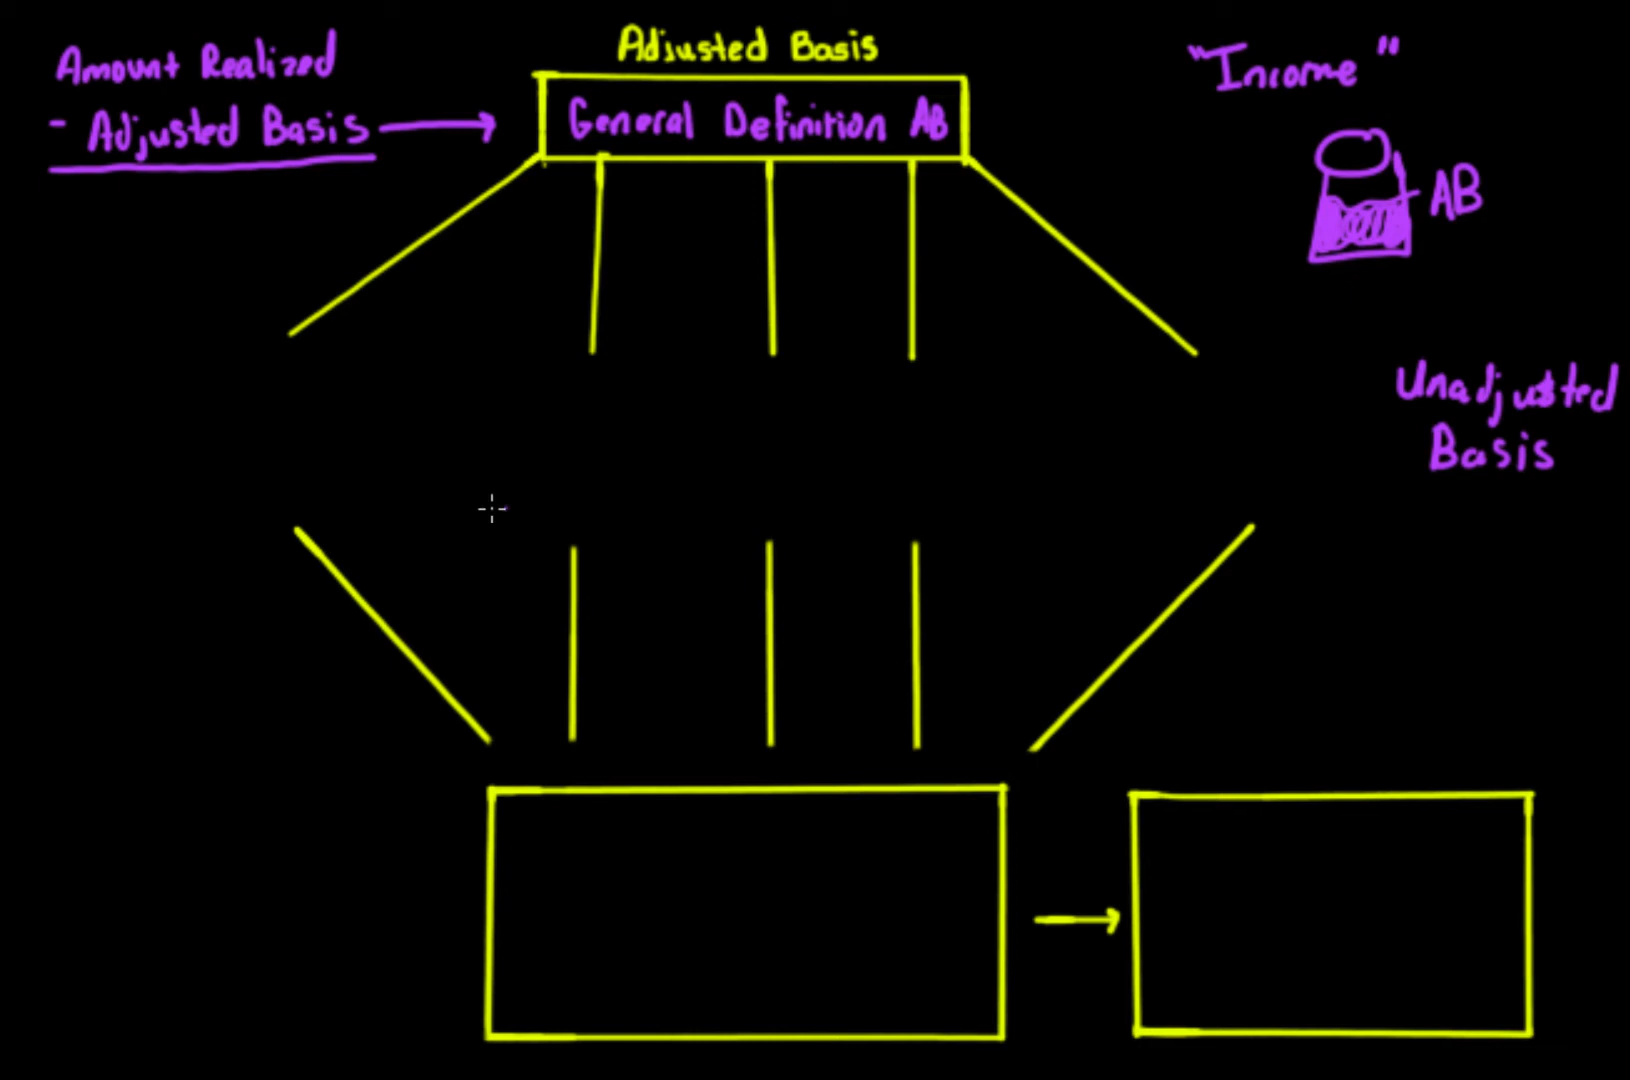 Amount Realized
- Adjusted Basis
Adjusted Basis
General Definition AB
"Income"
AB
Unadjusted
Basis